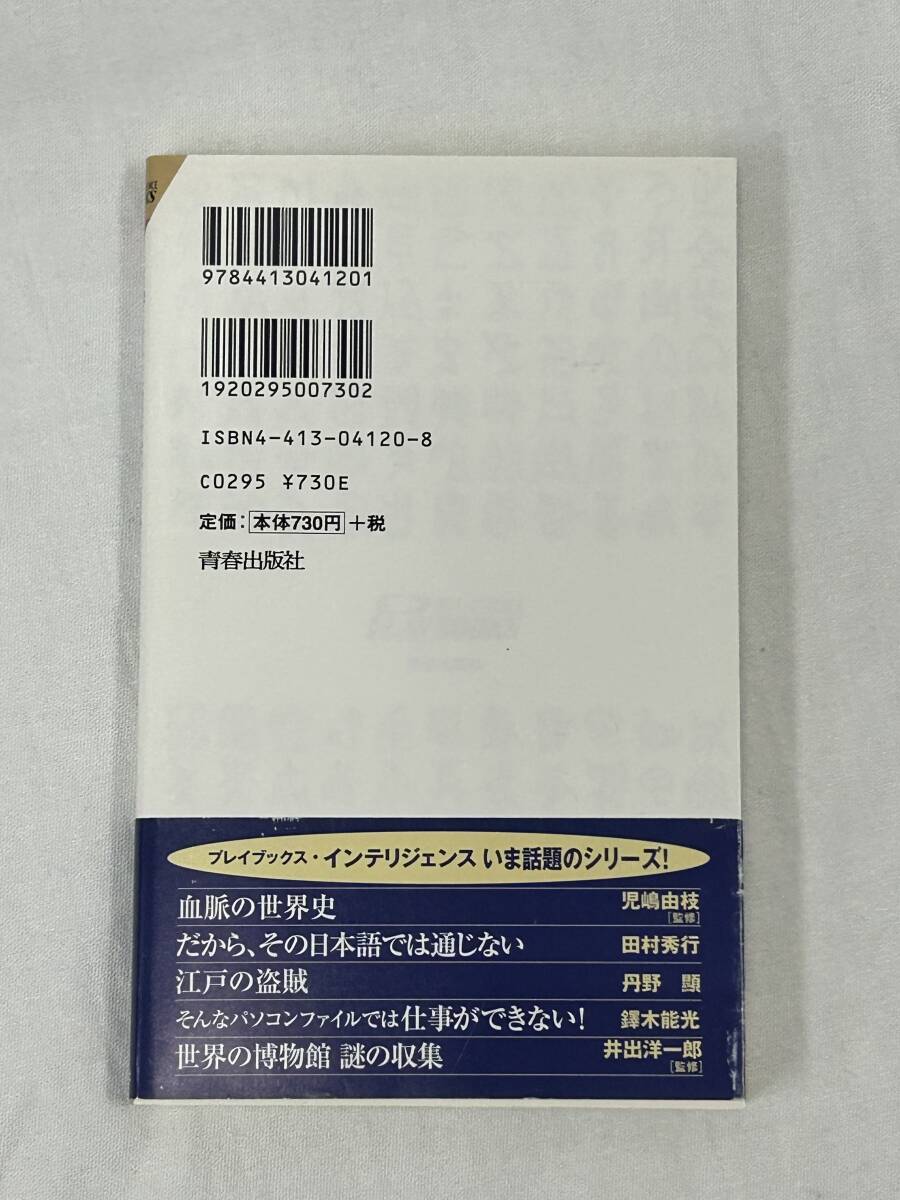 9784413041201
1920295007302
ISBN4-413-04120-8
C0295 ¥730E
定価：本体730円＋税
青春出版社
プレイブックス・インテリジェンス いま話題のシリーズ！
血脈の世界史 児嶋由枝［監修］
だから、その日本語では通じない 田村秀行
江戸の盗賊 丹野 顯
そんなパソコンファイルでは仕事ができない！ 鐸木能光
世界の博物館 謎の収集 井出洋一郎［監修］